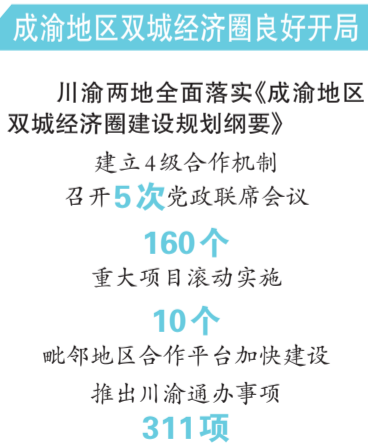 成渝地区双城经济圈良好开局
川渝两地全面落实《成渝地区
双城经济圈建设规划纲要》
建立4级合作机制
召开5次党政联席会议
160个
重大项目滚动实施
10个
毗邻地区合作平台加快建设
推出川渝通办事项
311项